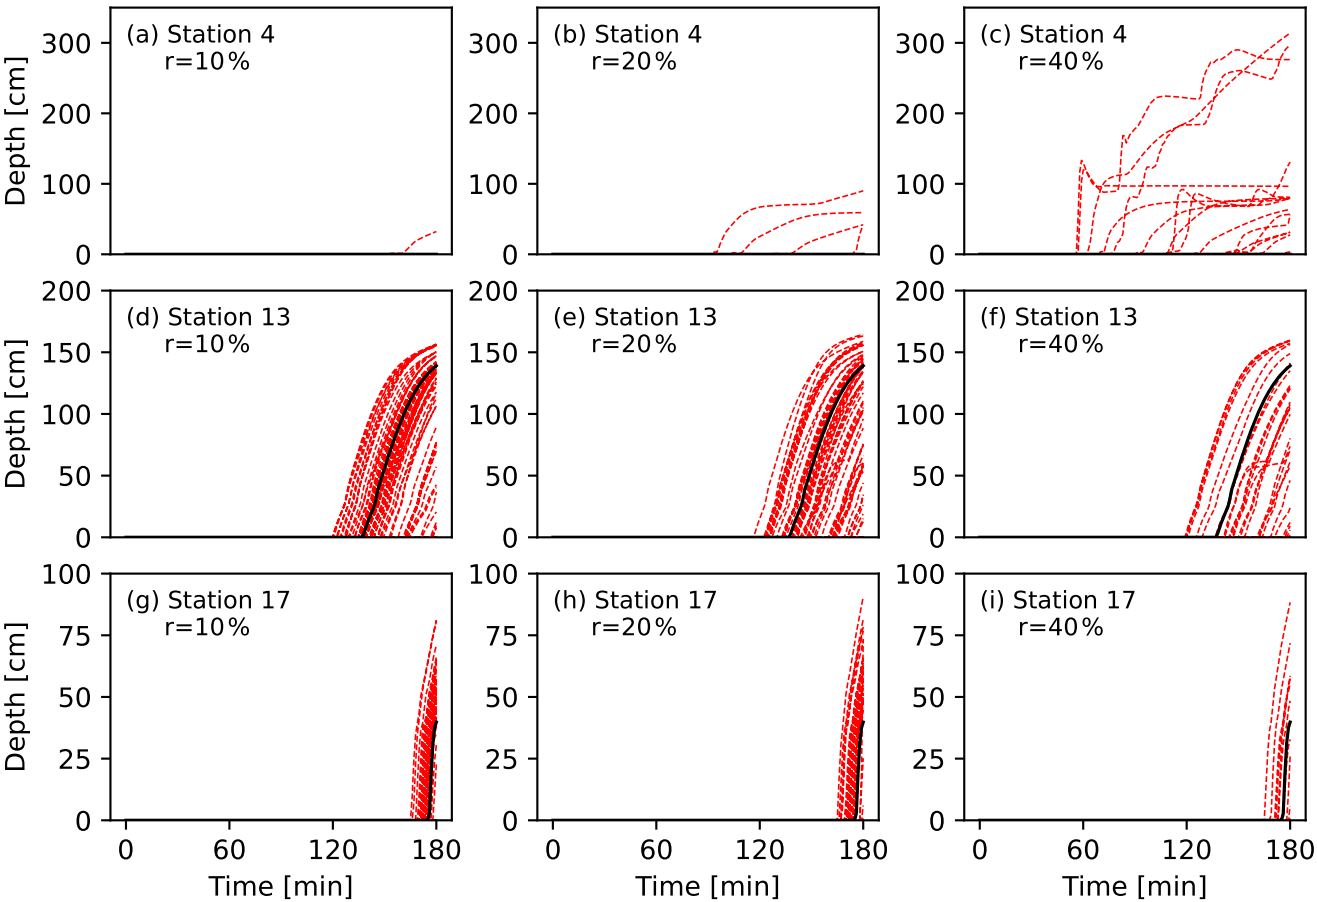 (a) Station 4
r=10%
(b) Station 4
r=20%
(c) Station 4
r=40%
Depth [cm]
300
200
100
0
300
200
100
0
300
200
100
0
(d) Station 13
r=10%
(e) Station 13
r=20%
(f) Station 13
r=40%
Depth [cm]
200
150
100
50
0
200
150
100
50
0
200
150
100
50
0
(g) Station 17
r=10%
(h) Station 17
r=20%
(i) Station 17
r=40%
Depth [cm]
100
75
50
25
0
100
75
50
25
0
100
75
50
25
0
0 60 120 180
0 60 120 180
0 60 120 180
Time [min]
Time [min]
Time [min]